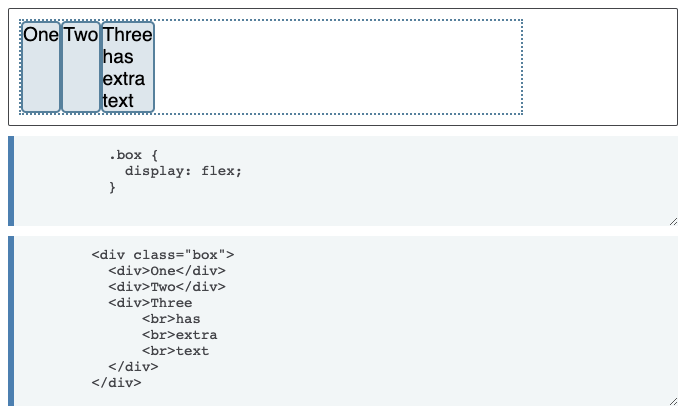 One Two Three
has
extra
text
.box {
  display: flex;
}
<div class="box">
  <div>One</div>
  <div>Two</div>
  <div>Three
      <br>has
      <br>extra
      <br>text
  </div>
</div>